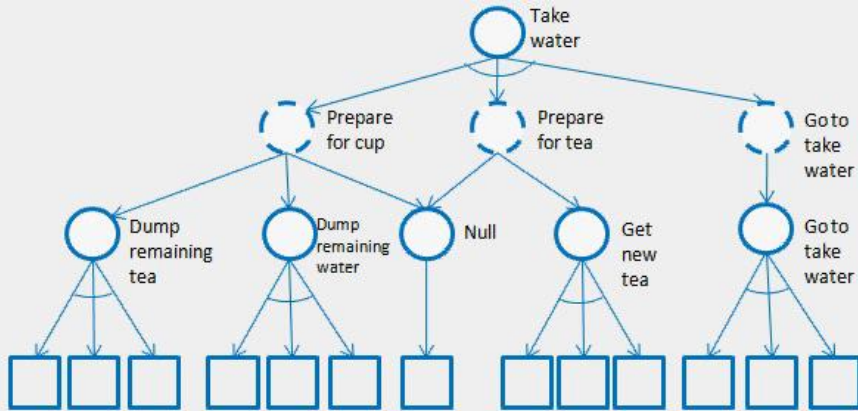 Take
water
Prepare
for cup
Prepare
for tea
Go to
take
water
Dump
remaining
tea
Dump
remaining
water
Null
Get
new
tea
Go to
take
water